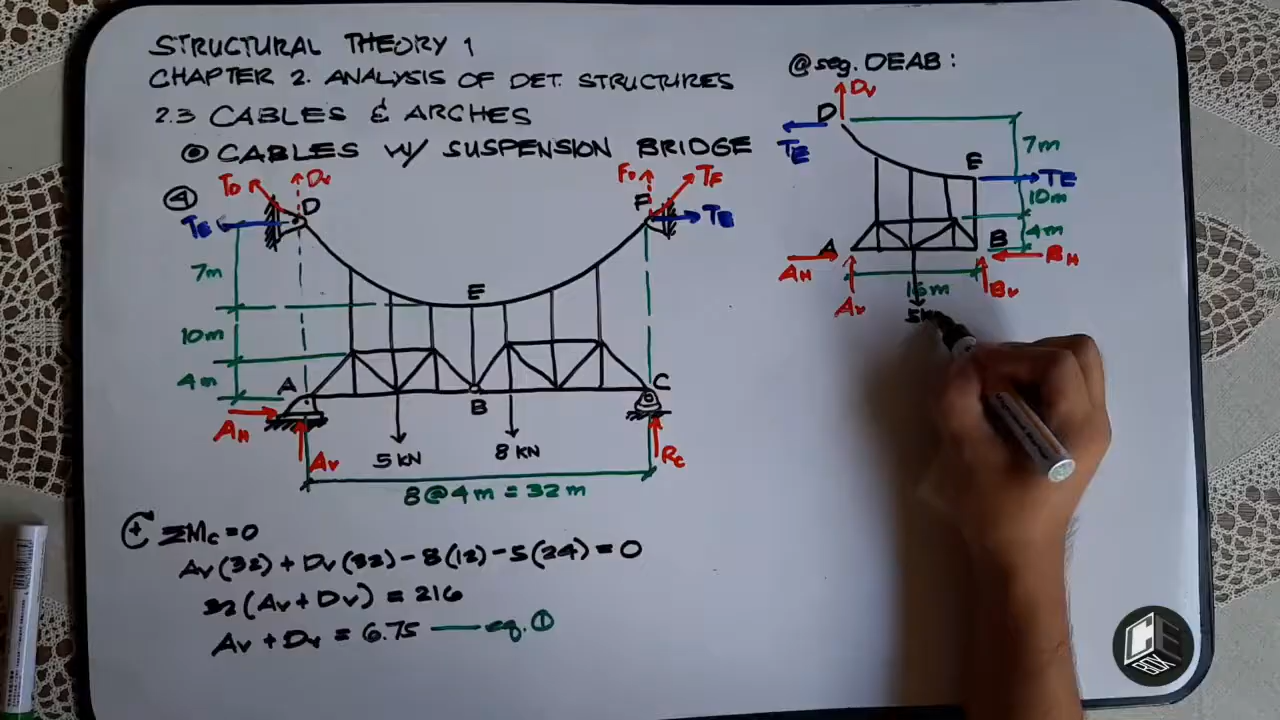 STRUCTURAL THEORY 1
CHAPTER 2. ANALYSIS OF DET. STRUCTURES
2.3 CABLES & ARCHES
CABLES W/ SUSPENSION BRIDGE
4
TD DV FV TF
D F
TE TE
7m
E
10m
4m
A B C
AH AV 5 KN 8 KN RC
8@4m = 32m
+ ΣMC=0
AV(32) + DV(32) - 8(12) - 5(24) = 0
32(AV + DV) = 216
AV + DV = 6.75 — eq. 1
@seg. DEAB:
DV
D
TE
7m
E TE
10m
A B 4m
AH BH
16m
AV BV
CE
BOX